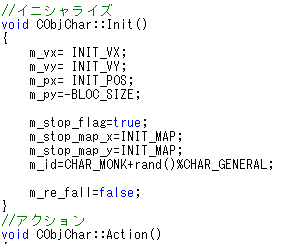 //イニシャライズ
void CObjChar::Init()
{
m_vx= INIT_VX;
m_vy= INIT_VY;
m_px= INIT_POS;
m_py=-BLOC_SIZE;
m_stop_flag=true;
m_stop_map_x=INIT_MAP;
m_stop_map_y=INIT_MAP;
m_id=CHAR_MONK+rand()%CHAR_GENERAL;
m_re_fall=false;
}
//アクション
void CObjChar::Action()